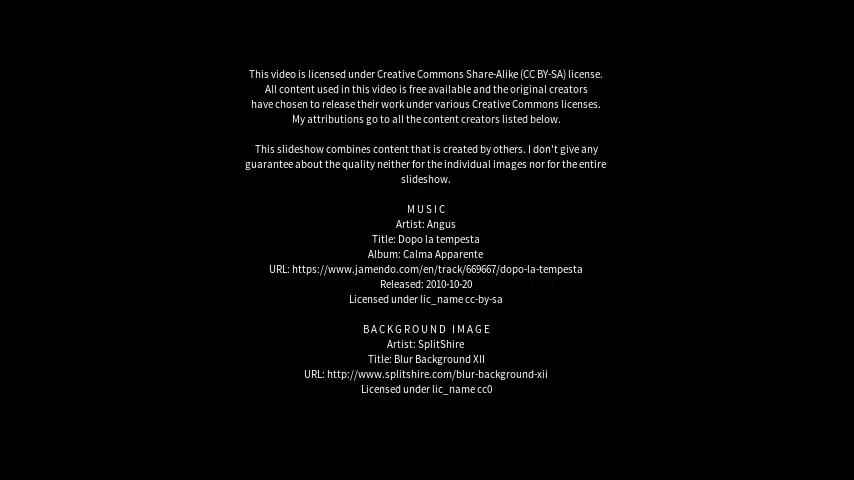 This video is licensed under Creative Commons Share-Alike (CC BY-SA) license.
All content used in this video is free available and the original creators
have chosen to release their work under various Creative Commons licenses.
My attributions go to all the content creators listed below.
This slideshow combines content that is created by others. I don't give any
guarantee about the quality neither for the individual images nor for the entire
slideshow.
MUSIC
Artist: Angus
Title: Dopo la tempesta
Album: Calma Apparente
URL: https://www.jamendo.com/en/track/669667/dopo-la-tempesta
Released: 2010-10-20
Licensed under lic_name cc-by-sa
BACKGROUND IMAGE
Artist: SplitShire
Title: Blur Background XII
URL: http://www.splitshire.com/blur-background-xii
Licensed under lic_name cc0